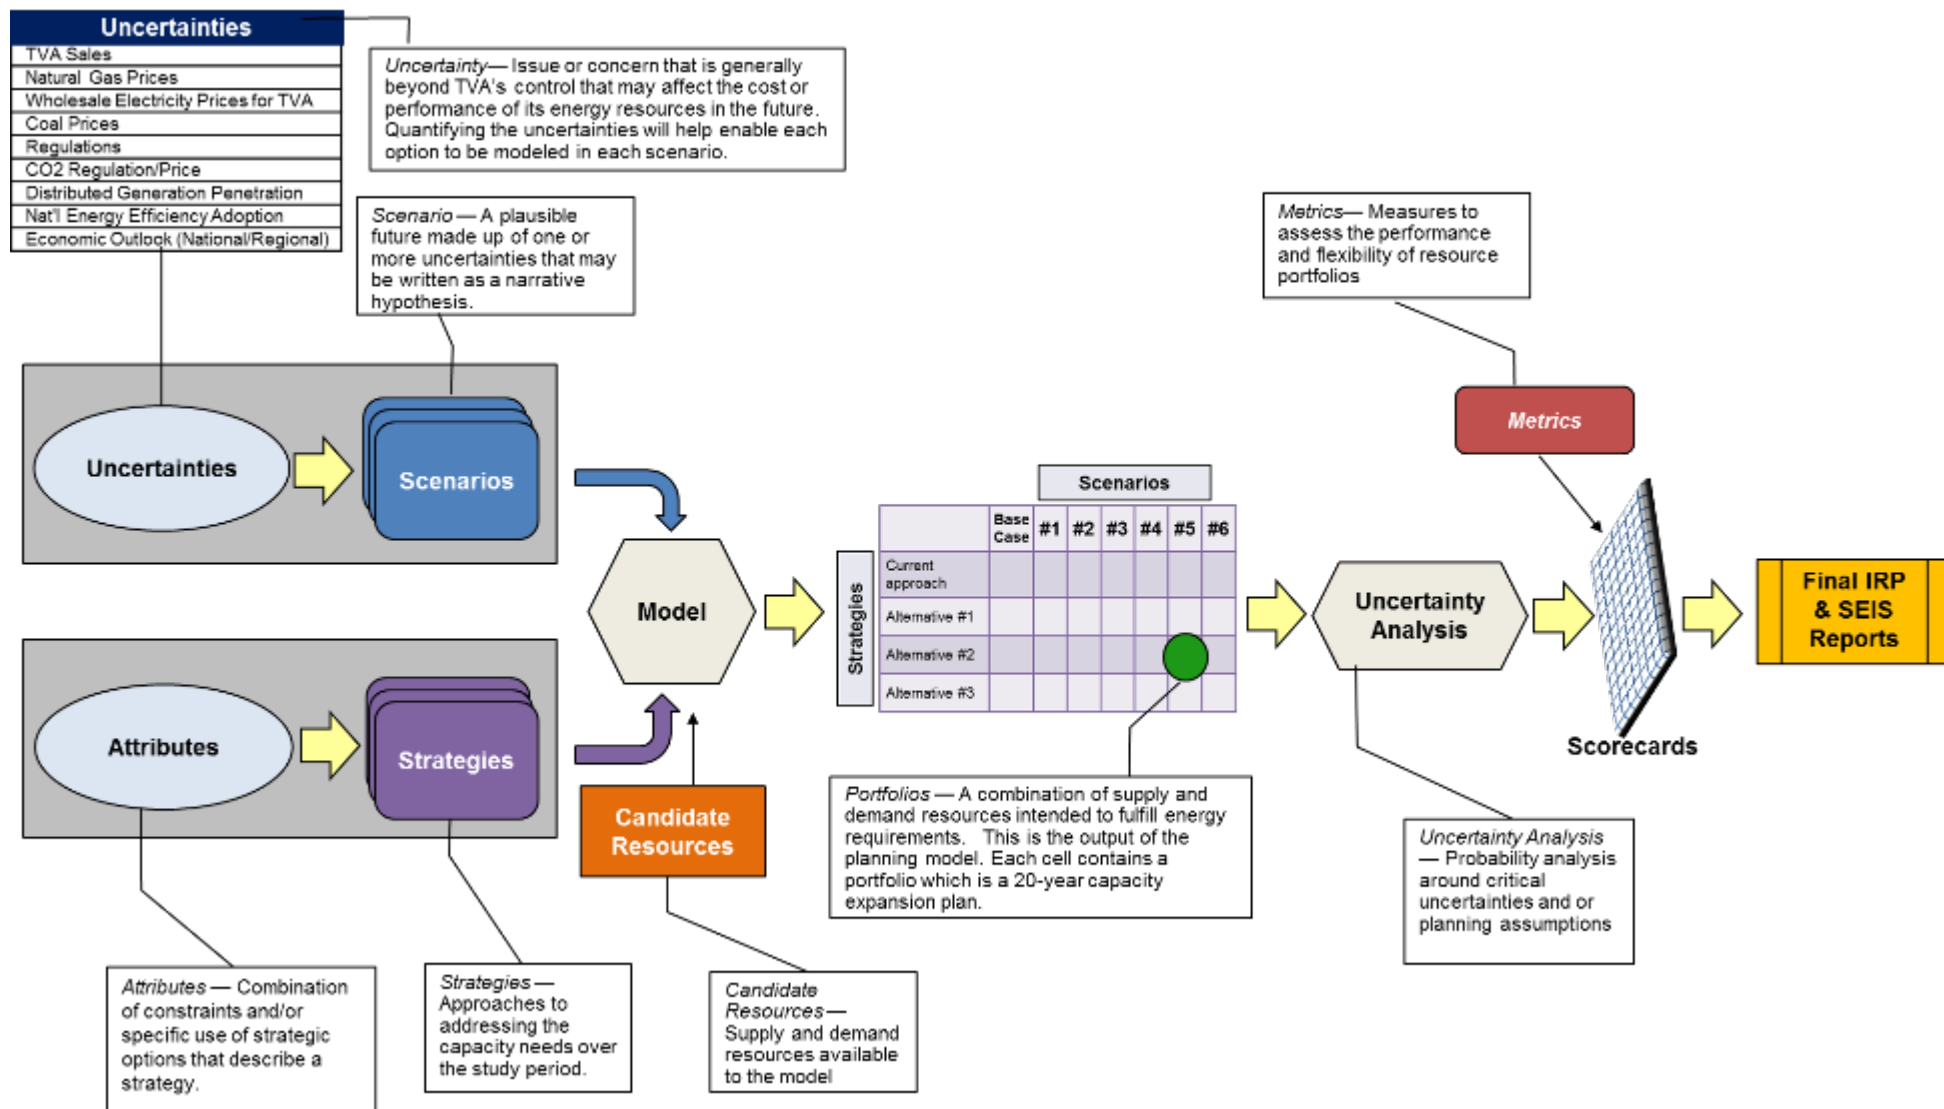 Uncertainties
TVA Sales
Natural Gas Prices
Wholesale Electricity Prices for TVA
Coal Prices
Regulations
CO2 Regulation/Price
Distributed Generation Penetration
Nat'l Energy Efficiency Adoption
Economic Outlook (National/Regional)
Uncertainty— Issue or concern that is generally
beyond TVA's control that may affect the cost or
performance of its energy resources in the future.
Quantifying the uncertainties will help enable each
option to be modeled in each scenario.
Scenario — A plausible
future made up of one or
more uncertainties that may
be written as a narrative
hypothesis.
Metrics— Measures to
assess the performance
and flexibility of resource
portfolios
Metrics
Uncertainties
Scenarios
Attributes
Strategies
Model
Candidate
Resources
Scenarios
Strategies
Base
Case
#1
#2
#3
#4
#5
#6
Current
approach
Alternative #1
Alternative #2
Alternative #3
Uncertainty
Analysis
Scorecards
Final IRP
& SEIS
Reports
Portfolios — A combination of supply and
demand resources intended to fulfill energy
requirements. This is the output of the
planning model. Each cell contains a
portfolio which is a 20-year capacity
expansion plan.
Uncertainty Analysis
— Probability analysis
around critical
uncertainties and or
planning assumptions
Attributes — Combination
of constraints and/or
specific use of strategic
options that describe a
strategy.
Strategies —
Approaches to
addressing the
capacity needs over
the study period.
Candidate
Resources —
Supply and demand
resources available
to the model